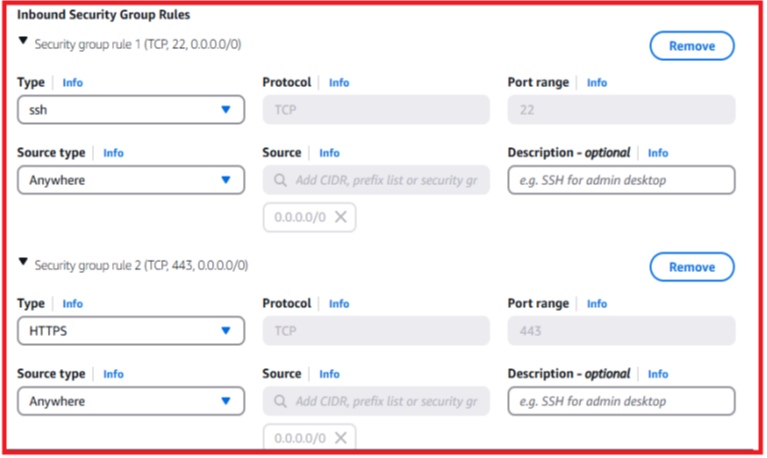 Inbound Security Group Rules
Security group rule 1 (TCP, 22, 0.0.0.0/0)
Remove
Type Info Protocol Info Port range Info
ssh TCP 22
Source type Info Source Info Description - optional Info
Anywhere Add CIDR, prefix list or security gr e.g. SSH for admin desktop
0.0.0.0/0
Security group rule 2 (TCP, 443, 0.0.0.0/0)
Remove
Type Info Protocol Info Port range Info
HTTPS TCP 443
Source type Info Source Info Description - optional Info
Anywhere Add CIDR, prefix list or security gr e.g. SSH for admin desktop
0.0.0.0/0